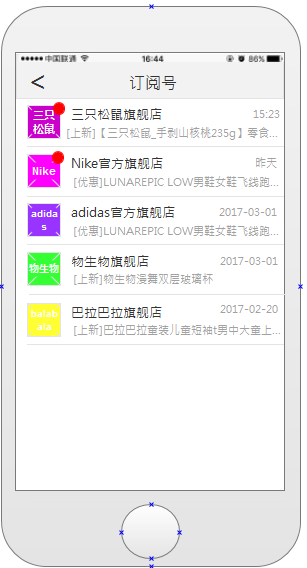 中国联通 16:44 86%
< 订阅号
三只松鼠
三只松鼠旗舰店 15:23
[上新]【三只松鼠_手剥山核桃235g】零食...
Nike
Nike官方旗舰店 昨天
[优惠]LUNAREPIC LOW男鞋女鞋飞线跑...
adidas
adidas官方旗舰店 2017-03-01
[优惠]LUNAREPIC LOW男鞋女鞋飞线跑...
物生物
物生物旗舰店 2017-03-01
[上新]物生物漫舞双层玻璃杯
balabala
巴拉巴拉旗舰店 2017-02-20
[上新]巴拉巴拉童装儿童短袖t男中大童上...